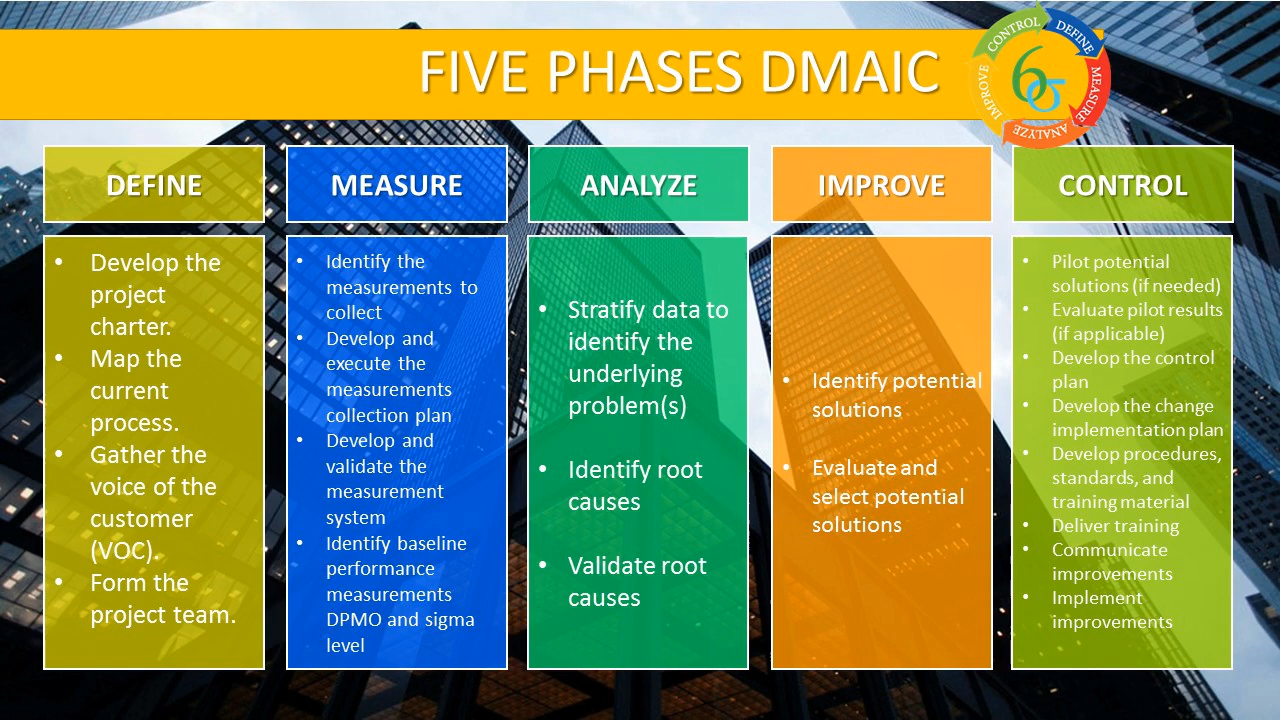 FIVE PHASES DMAIC
CONTROL
DEFINE
MEASURE
ANALYZE
IMPROVE
6σ
DEFINE
• Develop the
project
charter.
• Map the
current
process.
• Gather the
voice of the
customer
(VOC).
• Form the
project team.
MEASURE
• Identify the
measurements to
collect
• Develop and
execute the
measurements
collection plan
• Develop and
validate the
measurement
system
• Identify baseline
performance
measurements
DPMO and sigma
level
ANALYZE
• Stratify data to
identify the
underlying
problem(s)
• Identify root
causes
• Validate root
causes
IMPROVE
• Identify potential
solutions
• Evaluate and
select potential
solutions
CONTROL
• Pilot potential
solutions (if needed)
• Evaluate pilot results
(if applicable)
• Develop the control
plan
• Develop the change
implementation plan
• Develop procedures,
standards, and
training material
• Deliver training
• Communicate
improvements
• Implement
improvements